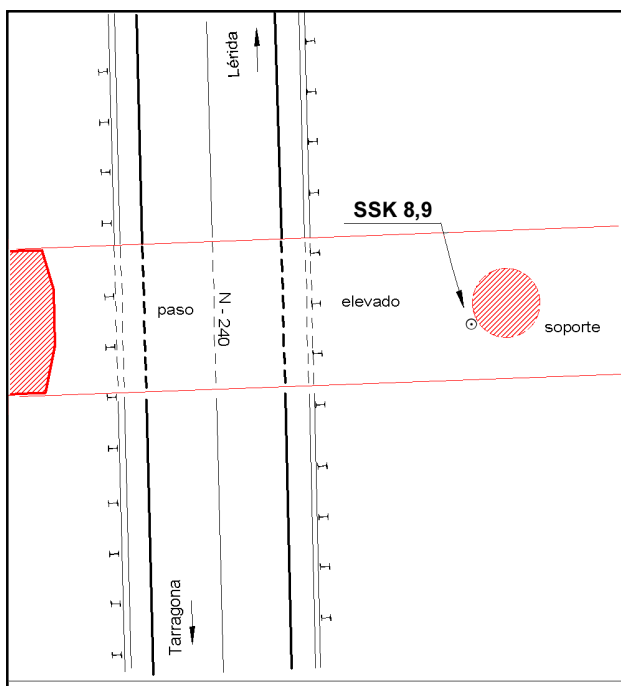 Lérida
SSK 8,9
paso
N - 240
elevado
soporte
Tarragona